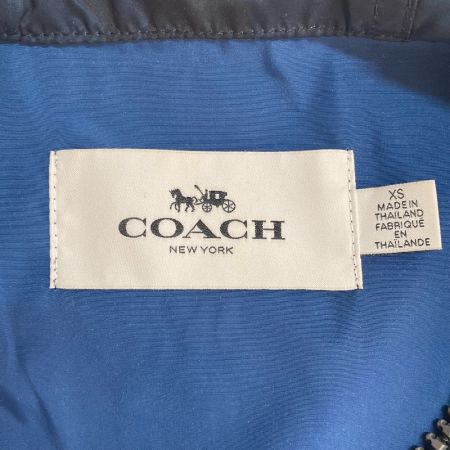 COACH
NEW YORK
XS
MADE IN
THAILAND
FABRIQUÉ
EN
THAÏLANDE